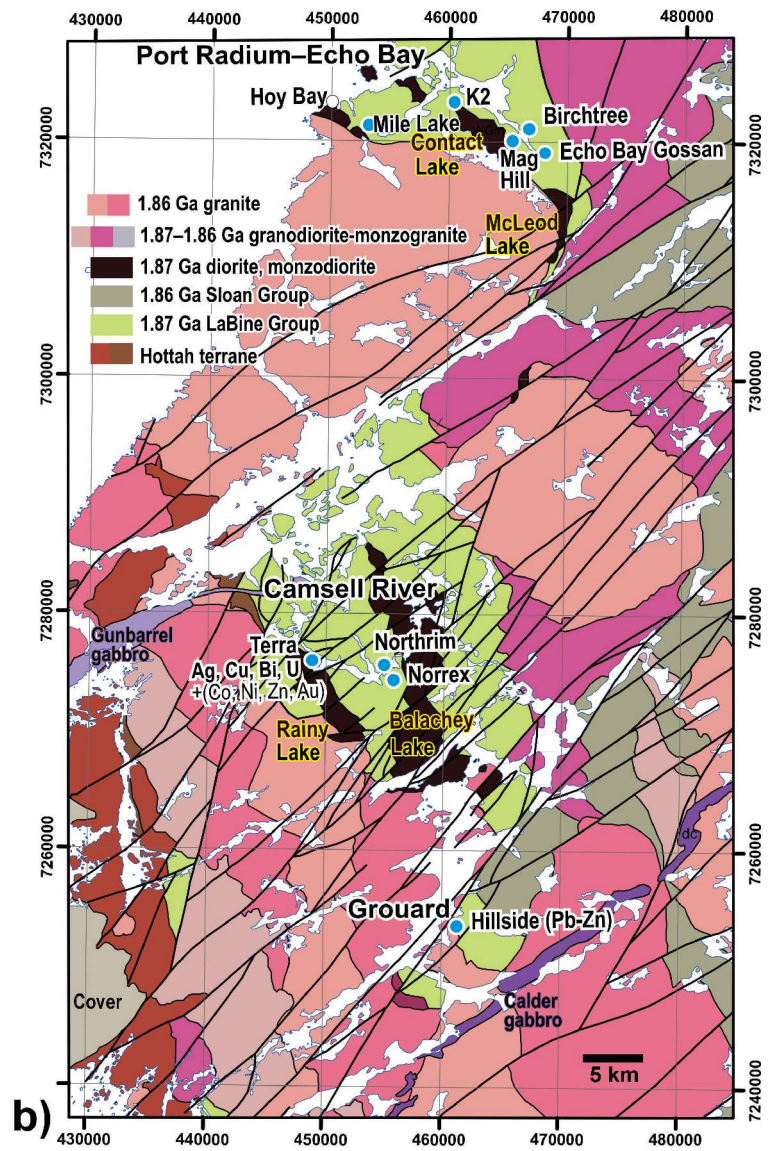 430000 440000 450000 460000 470000 480000
Port Radium–Echo Bay
Hoy Bay
K2
Mile Lake
Birchtree
7320000
7320000
Contact
Lake
Mag
Hill
Echo Bay Gossan
1.86 Ga granite
McLeod
Lake
1.87–1.86 Ga granodiorite-monzogranite
1.87 Ga diorite, monzodiorite
1.86 Ga Sloan Group
1.87 Ga LaBine Group
Hottah terrane
7300000
7300000
Camsell River
7280000
7280000
Gunbarrel
gabbro
Terra
Ag, Cu, Bi, U
+(Co, Ni, Zn, Au)
Northrim
Norrex
Rainy
Lake
Balachey
Lake
dc
7260000
7260000
Grouard
Hillside (Pb-Zn)
Cover
Calder
gabbro
5 km
7240000
b)
430000 440000 450000 460000 470000 480000